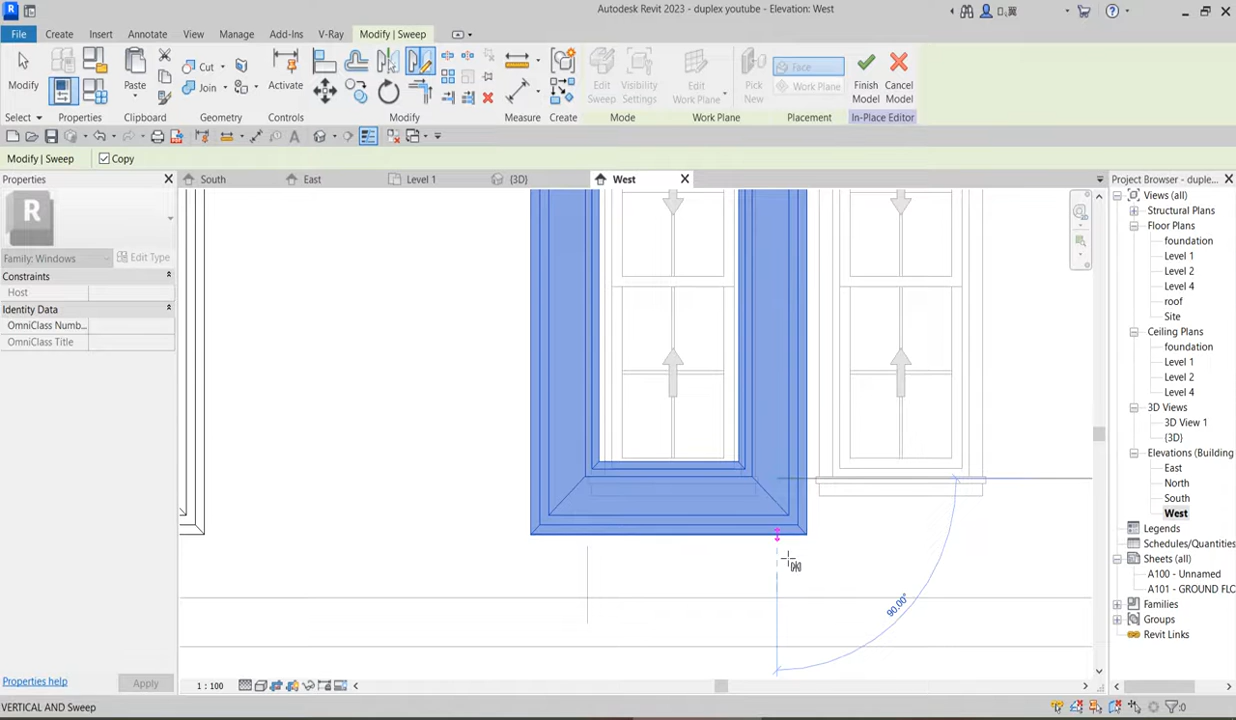 Autodesk Revit 2023 - duplex youtube - Elevation: West
File Create Insert Annotate View Manage Add-Ins V-Ray Modify | Sweep
Modify
Paste
Cut
Join
Activate
Edit Sweep
Visibility Settings
Edit Work Plane
Pick New
Face
Work Plane
Finish Model
Cancel Model
Select Properties Clipboard Geometry Controls Modify Measure Create Mode Work Plane Placement In-Place Editor
Modify | Sweep Copy
Properties
South East Level 1 {3D} West
Project Browser - duplex...
Family: Windows Edit Type
Constraints
Host
Identity Data
OmniClass Numb...
OmniClass Title
Views (all)
Structural Plans
Floor Plans
foundation
Level 1
Level 2
Level 4
roof
Site
Ceiling Plans
foundation
Level 1
Level 2
Level 4
3D Views
3D View 1
{3D}
Elevations (Building
East
North
South
West
Legends
Schedules/Quantities
Sheets (all)
A100 - Unnamed
A101 - GROUND FLC
Families
Groups
Revit Links
90.00°
Properties help Apply
1 : 100
VERTICAL AND Sweep
:0